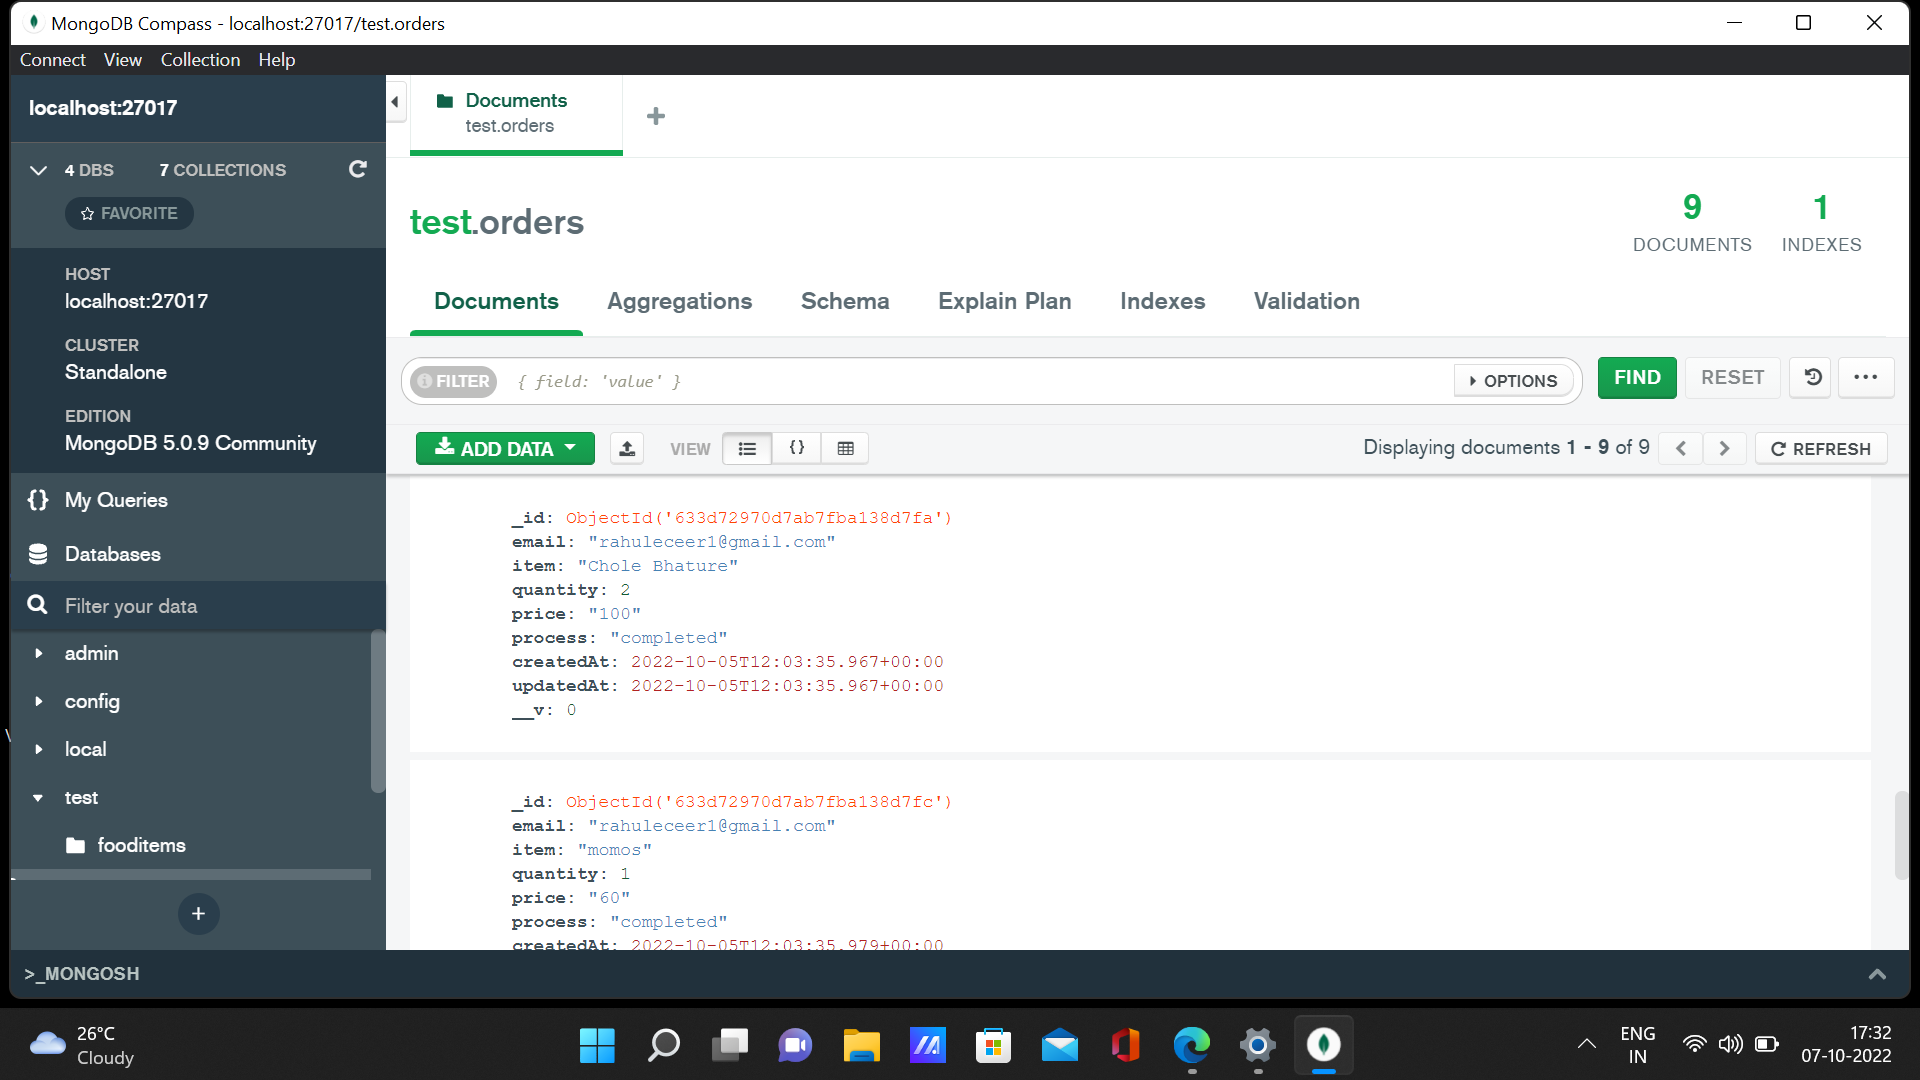 MongoDB Compass - localhost:27017/test.orders
Connect View Collection Help
localhost:27017
4 DBS 7 COLLECTIONS
FAVORITE
HOST
localhost:27017
CLUSTER
Standalone
EDITION
MongoDB 5.0.9 Community
{} My Queries
Databases
Filter your data
admin
config
local
test
fooditems
+
Documents
test.orders
+
test.orders
9
DOCUMENTS
1
INDEXES
Documents Aggregations Schema Explain Plan Indexes Validation
FILTER { field: 'value' } OPTIONS FIND RESET ...
ADD DATA VIEW {} Displaying documents 1 - 9 of 9 < > REFRESH
_id: ObjectId('633d72970d7ab7fba138d7fa')
email: "rahuleceer1@gmail.com"
item: "Chole Bhature"
quantity: 2
price: "100"
process: "completed"
createdAt: 2022-10-05T12:03:35.967+00:00
updatedAt: 2022-10-05T12:03:35.967+00:00
__v: 0
_id: ObjectId('633d72970d7ab7fba138d7fc')
email: "rahuleceer1@gmail.com"
item: "momos"
quantity: 1
price: "60"
process: "completed"
createdAt: 2022-10-05T12:03:35.979+00:00
>_MONGOSH
26°C
Cloudy
ENG
IN
17:32
07-10-2022